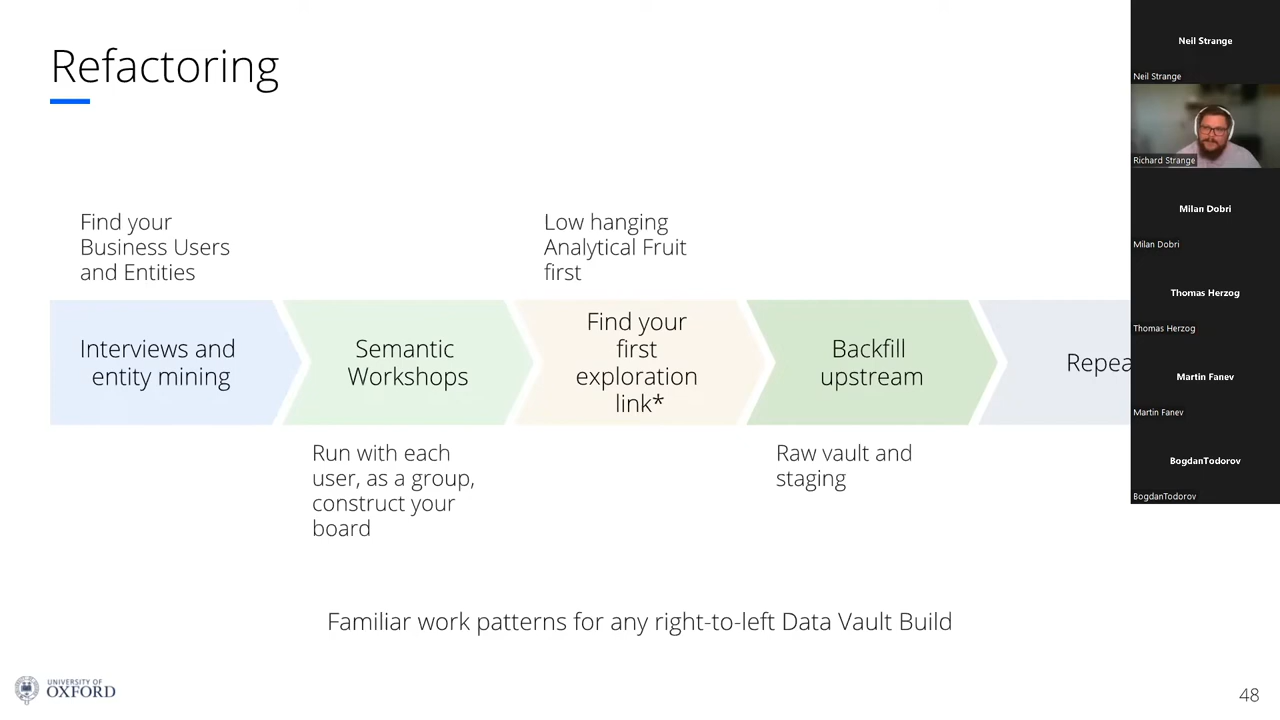 Refactoring
Find your
Business Users
and Entities
Low hanging
Analytical Fruit
first
Interviews and
entity mining
Semantic
Workshops
Find your
first
exploration
link*
Backfill
upstream
Repea
Run with each
user, as a group,
construct your
board
Raw vault and
staging
Familiar work patterns for any right-to-left Data Vault Build
UNIVERSITY OF
OXFORD
48
Neil Strange
Neil Strange
Richard Strange
Milan Dobri
Milan Dobri
Thomas Herzog
Thomas Herzog
Martin Fanev
Martin Fanev
BogdanTodorov
BogdanTodorov